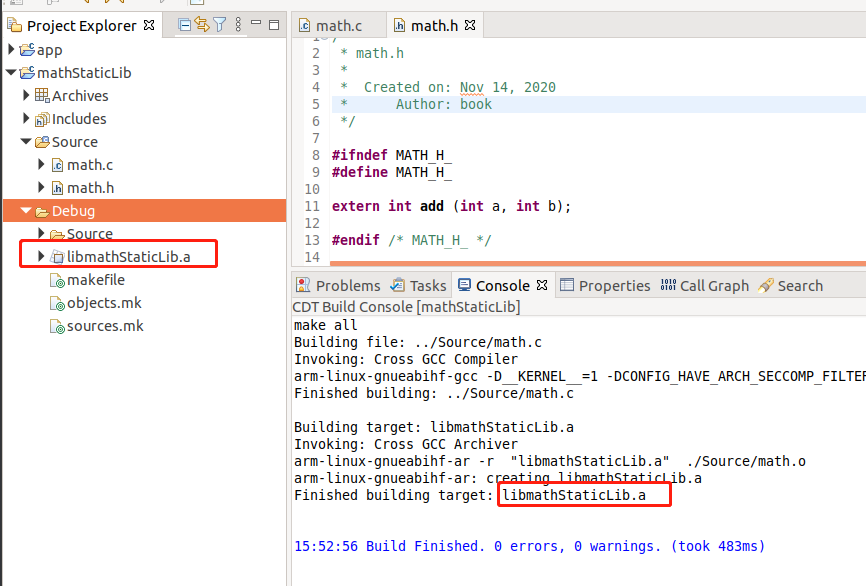 Project Explorer
app
mathStaticLib
Archives
Includes
Source
math.c
math.h
Debug
Source
libmathStaticLib.a
makefile
objects.mk
sources.mk
math.c
math.h
2 * math.h
3 *
4 *  Created on: Nov 14, 2020
5 *      Author: book
6 */
7
8 #ifndef MATH_H_
9 #define MATH_H_
10
11 extern int add (int a, int b);
12
13 #endif /* MATH_H_ */
14
Problems Tasks Console Properties Call Graph Search
CDT Build Console [mathStaticLib]
make all
Building file: ../Source/math.c
Invoking: Cross GCC Compiler
arm-linux-gnueabihf-gcc -D__KERNEL__=1 -DCONFIG_HAVE_ARCH_SECCOMP_FILTER
Finished building: ../Source/math.c
Building target: libmathStaticLib.a
Invoking: Cross GCC Archiver
arm-linux-gnueabihf-ar -r  "libmathStaticLib.a"  ./Source/math.o
arm-linux-gnueabihf-ar: creating libmathStaticLib.a
Finished building target: libmathStaticLib.a
15:52:56 Build Finished. 0 errors, 0 warnings. (took 483ms)